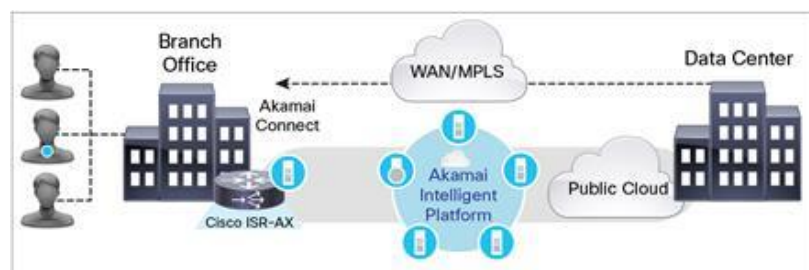 Branch
Office
WAN/MPLS
Data Center
Akamai
Connect
Akamai
Intelligent
Platform
Public Cloud
Cisco ISR-AX